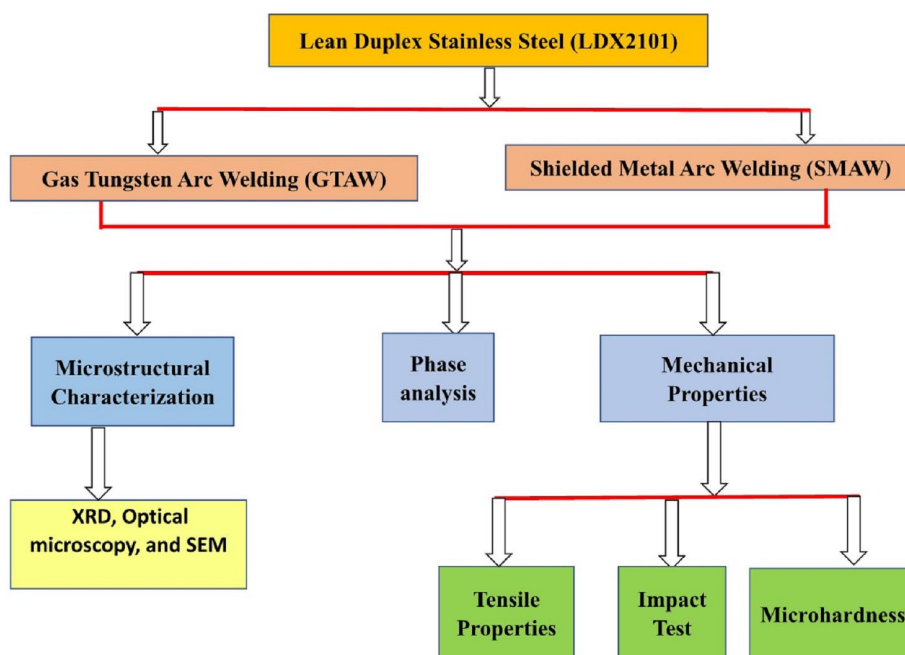 Lean Duplex Stainless Steel (LDX2101)
Gas Tungsten Arc Welding (GTAW)
Shielded Metal Arc Welding (SMAW)
Microstructural
Characterization
Phase
analysis
Mechanical
Properties
XRD, Optical
microscopy, and SEM
Tensile
Properties
Impact
Test
Microhardness